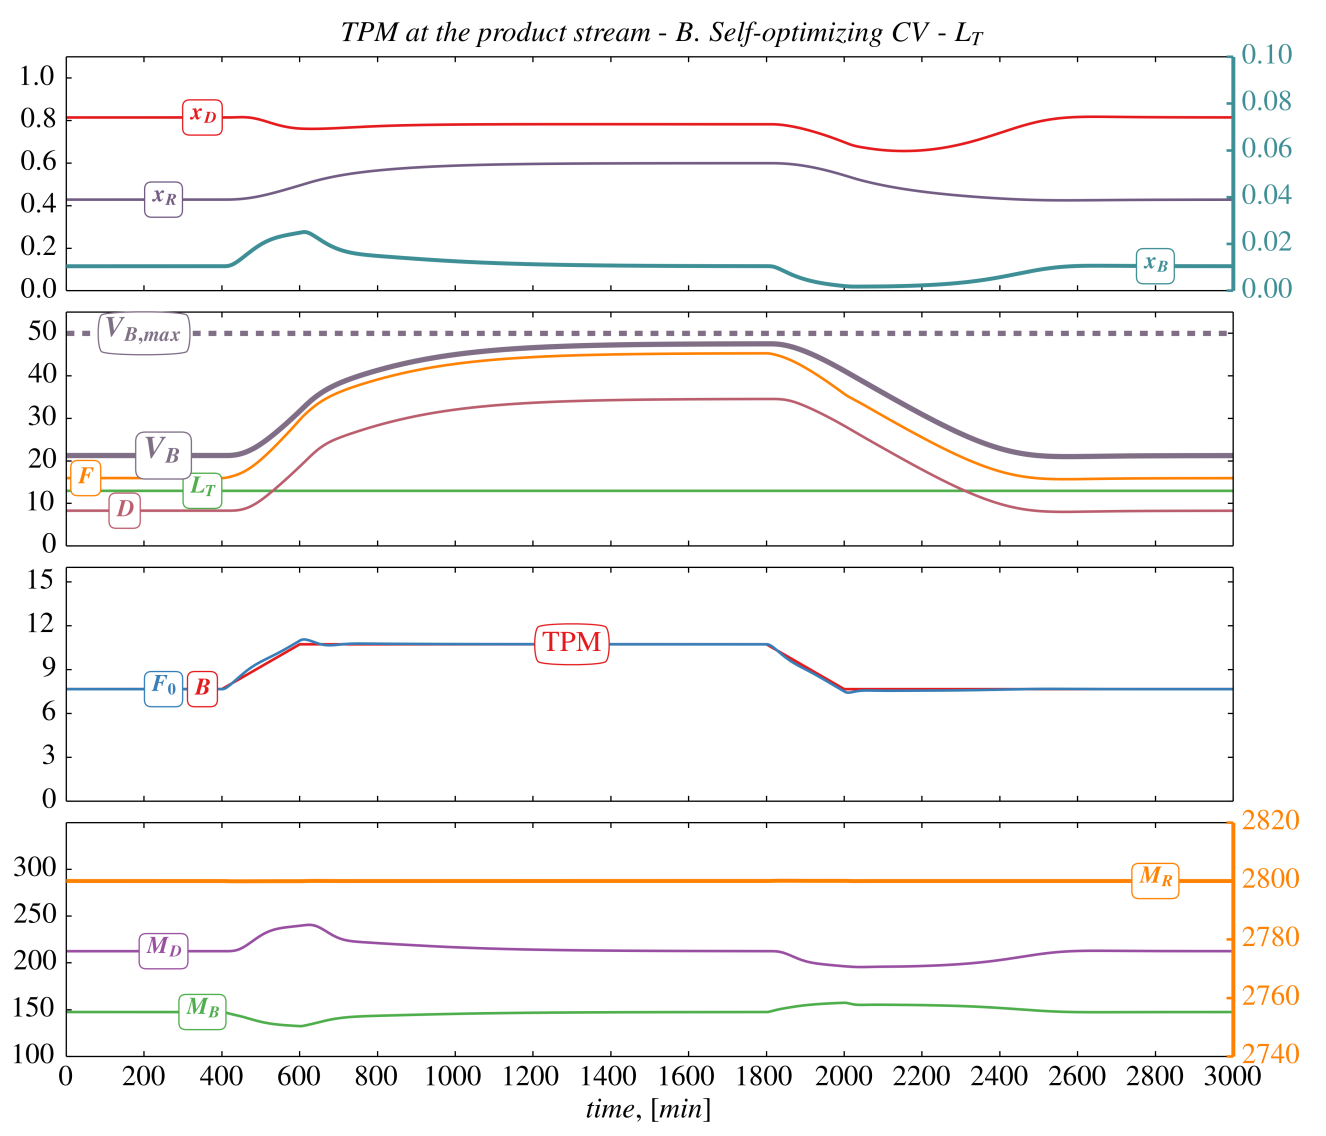 TPM at the product stream - B. Self-optimizing CV - L_T
1.0 0.10
0.8 x_D 0.08
0.6 0.06
0.4 x_R 0.04
0.2 0.02
0.0 x_B 0.00
50 V_B,max
40
30
20 V_B
F
L_T
10 D
0
15
12
9 TPM
F_0 B
6
3
0
2820
300 M_R 2800
250
M_D 2780
200
150 M_B 2760
100 2740
0 200 400 600 800 1000 1200 1400 1600 1800 2000 2200 2400 2600 2800 3000
time, [min]